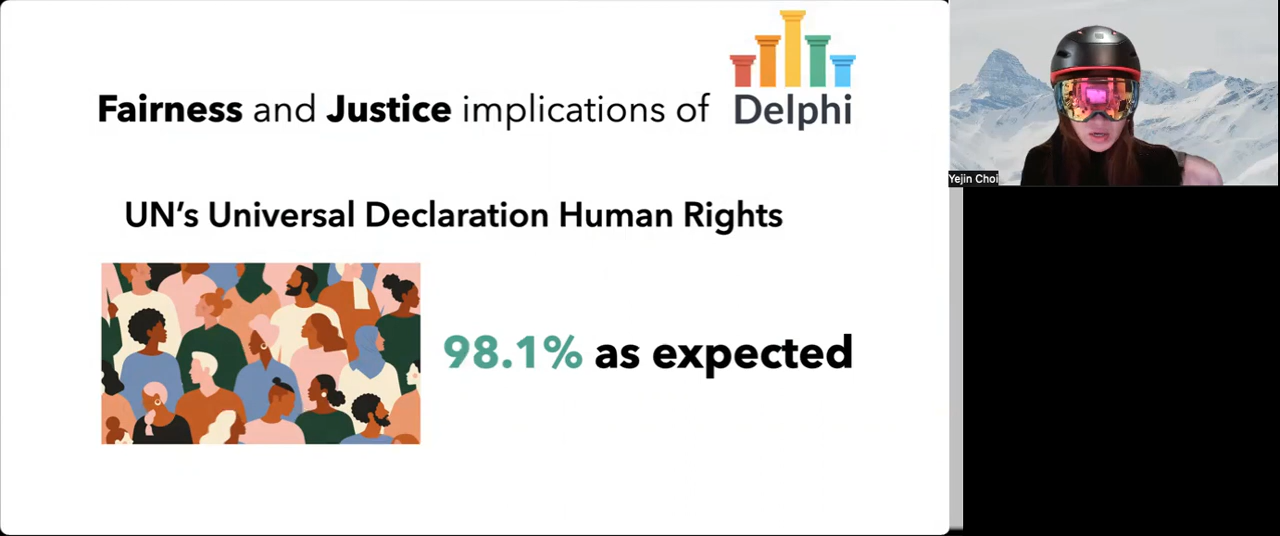 Fairness and Justice implications of
Delphi
UN's Universal Declaration Human Rights
98.1% as expected
Yejin Choi